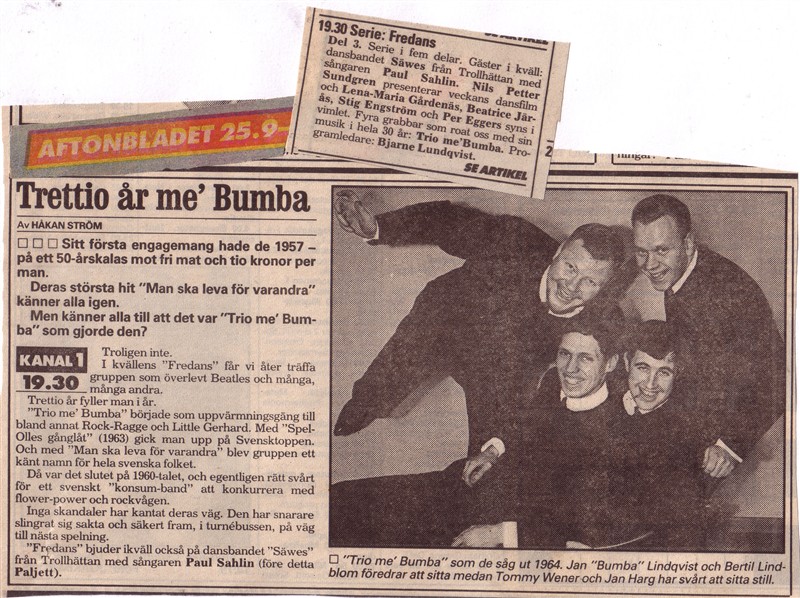 SE ARTIKEL
19.30 Serie: Fredans
Del 3. Serie i fem delar. Gäster i kväll:
dansbandet Säwes från Trollhättan med
sångaren Paul Sahlin. Nils Petter
Sundgren presenterar veckans dansfilm
och Lena-Maria Gårdenäs, Beatrice Jär-
ås, Stig Engström och Per Eggers syns i
vimlet. Fyra grabbar som roat oss med sin
musik i hela 30 år: Trio me'Bumba. Pro-
gramledare: Bjarne Lundqvist.
SE ARTIKEL
2
AFTONBLADET 25.9-
Trettio år me' Bumba
Av HÅKAN STRÖM
□ □ □ Sitt första engagemang hade de 1957 –
på ett 50-årskalas mot fri mat och tio kronor per
man.
Deras största hit "Man ska leva för varandra"
känner alla igen.
Men känner alla till att det var "Trio me' Bum-
ba" som gjorde den?
KANAL 1
19.30
Troligen inte.
I kvällens "Fredans" får vi åter träffa
gruppen som överlevt Beatles och många,
många andra.
Trettio år fyller man i år.
"Trio me' Bumba" började som uppvärmningsgäng till
bland annat Rock-Ragge och Little Gerhard. Med "Spel-
Olles gånglåt" (1963) gick man upp på Svensktoppen.
Och med "Man ska leva för varandra" blev gruppen ett
känt namn för hela svenska folket.
Då var det slutet på 1960-talet, och egentligen rätt svårt
för ett svenskt "konsum-band" att konkurrera med
flower-power och rockvågen.
Inga skandaler har kantat deras väg. Den har snarare
slingrat sig sakta och säkert fram, i turnébussen, på väg
till nästa spelning.
"Fredans" bjuder ikväll också på dansbandet "Säwes"
från Trollhättan med sångaren Paul Sahlin (före detta
Paljett).
□ "Trio me' Bumba" som de såg ut 1964. Jan "Bumba" Lindqvist och Bertil Lind-
blom föredrar att sitta medan Tommy Wener och Jan Harg har svårt att sitta still.